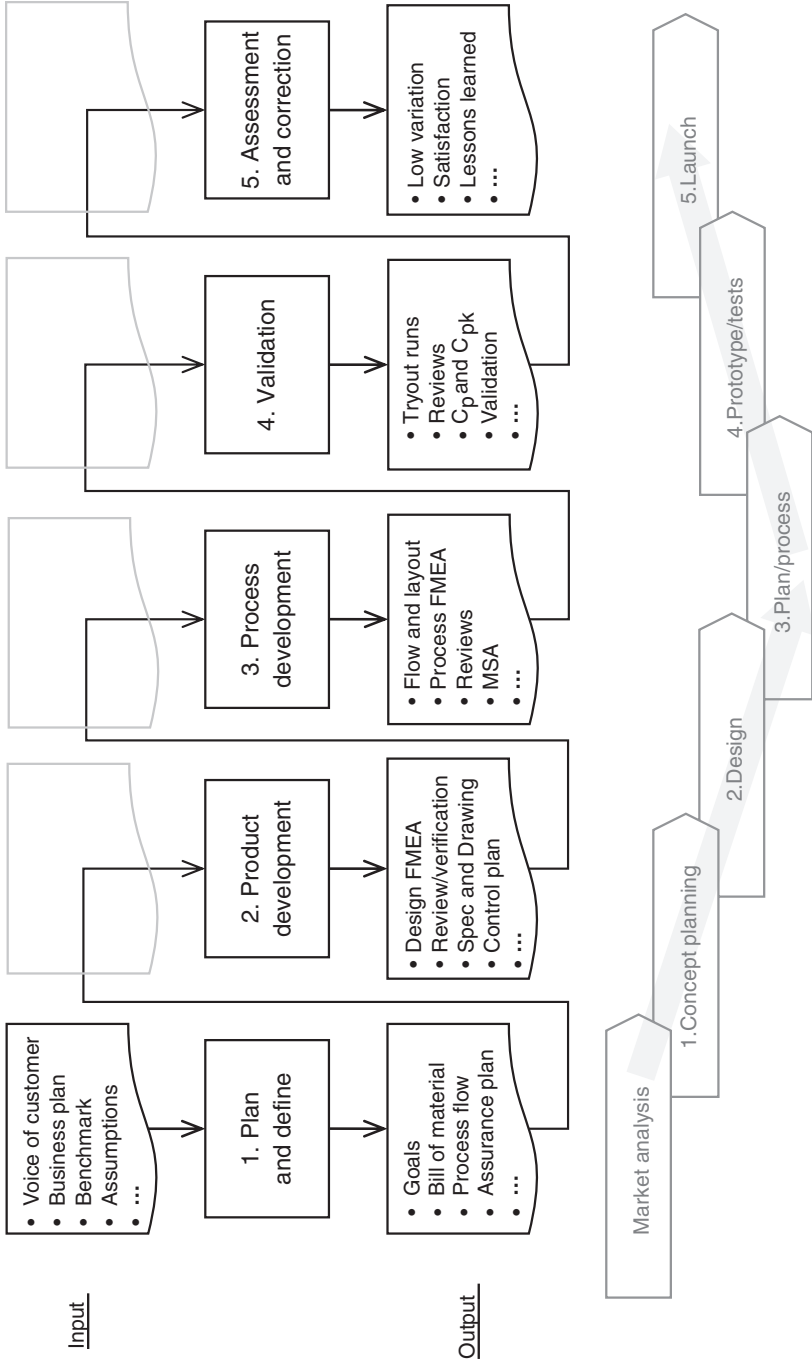 Input
• Voice of customer
• Business plan
• Benchmark
• Assumptions
• ...
1. Plan
and define
2. Product
development
3. Process
development
4. Validation
5. Assessment
and correction
Output
• Goals
• Bill of material
• Process flow
• Assurance plan
• ...
• Design FMEA
• Review/verification
• Spec and Drawing
• Control plan
• ...
• Flow and layout
• Process FMEA
• Reviews
• MSA
• ...
• Tryout runs
• Reviews
• Cp and Cpk
• Validation
• ...
• Low variation
• Satisfaction
• Lessons learned
• ...
Market analysis
1.Concept planning
2.Design
3.Plan/process
4.Prototype/tests
5.Launch